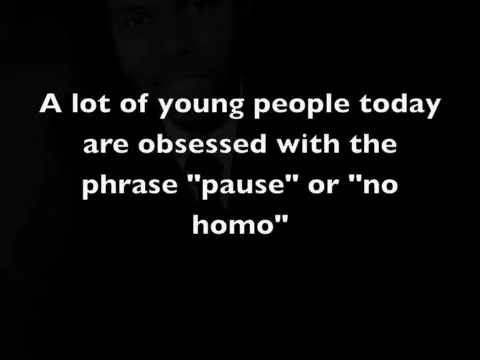 A lot of young people today
are obsessed with the
phrase "pause" or "no
homo"